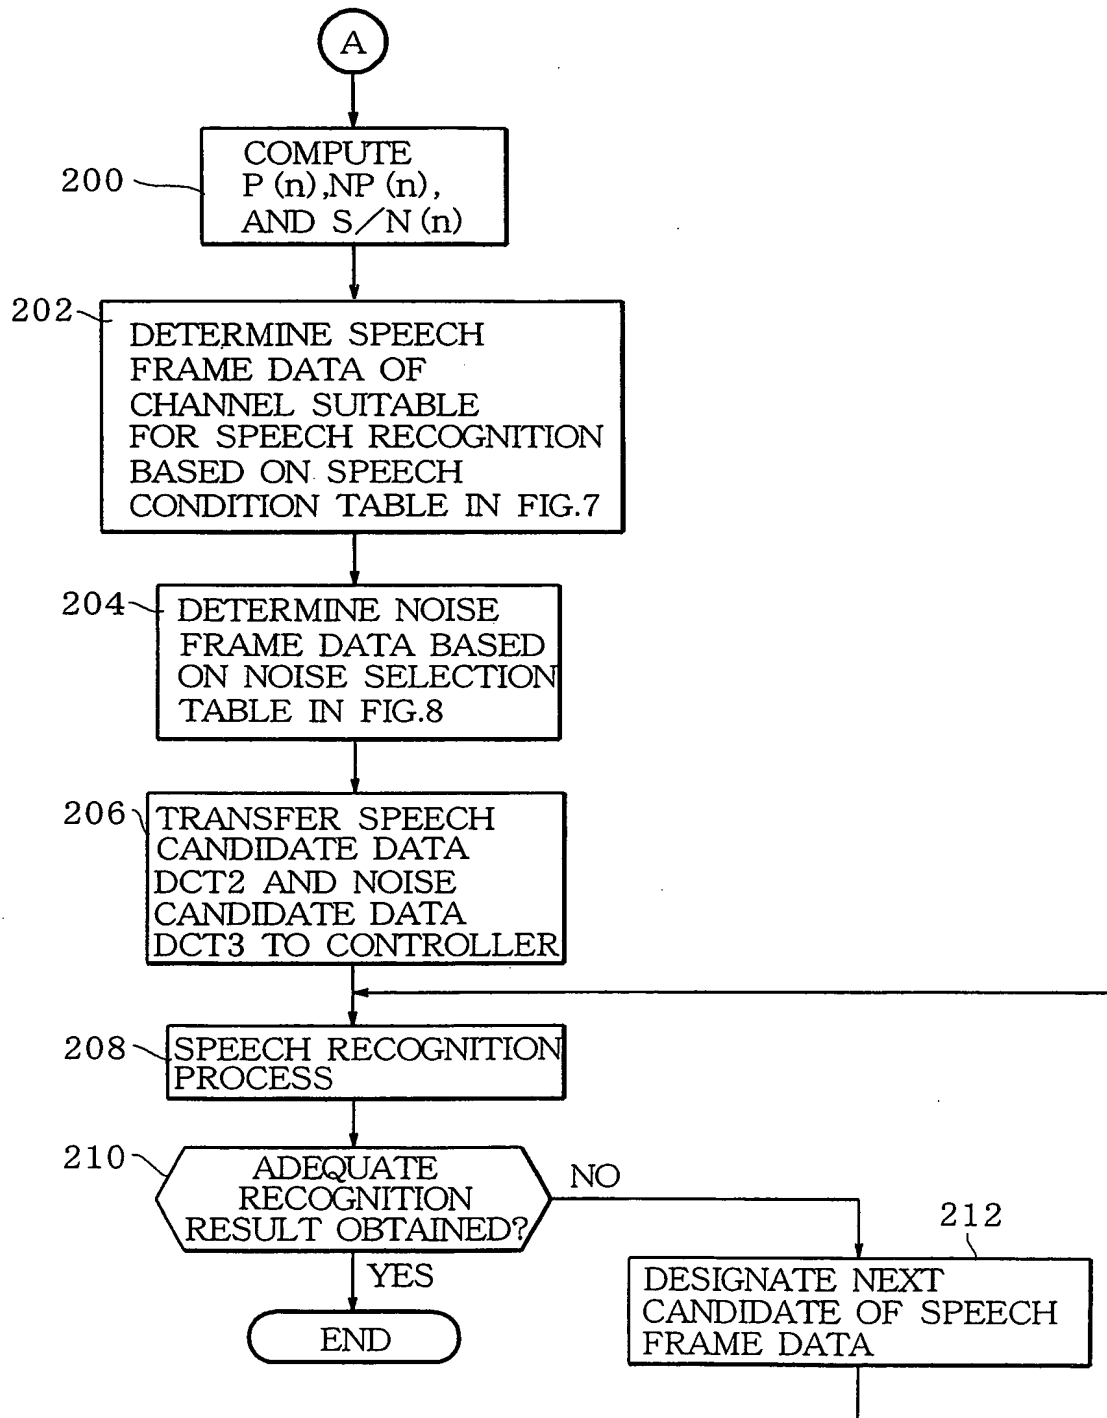 A
200
COMPUTE
P(n),NP(n),
AND S/N(n)
202
DETERMINE SPEECH
FRAME DATA OF
CHANNEL SUITABLE
FOR SPEECH RECOGNITION
BASED ON SPEECH
CONDITION TABLE IN FIG.7
204
DETERMINE NOISE
FRAME DATA BASED
ON NOISE SELECTION
TABLE IN FIG.8
206
TRANSFER SPEECH
CANDIDATE DATA
DCT2 AND NOISE
CANDIDATE DATA
DCT3 TO CONTROLLER
208
SPEECH RECOGNITION
PROCESS
210
ADEQUATE
RECOGNITION
RESULT OBTAINED?
NO
YES
END
212
DESIGNATE NEXT
CANDIDATE OF SPEECH
FRAME DATA